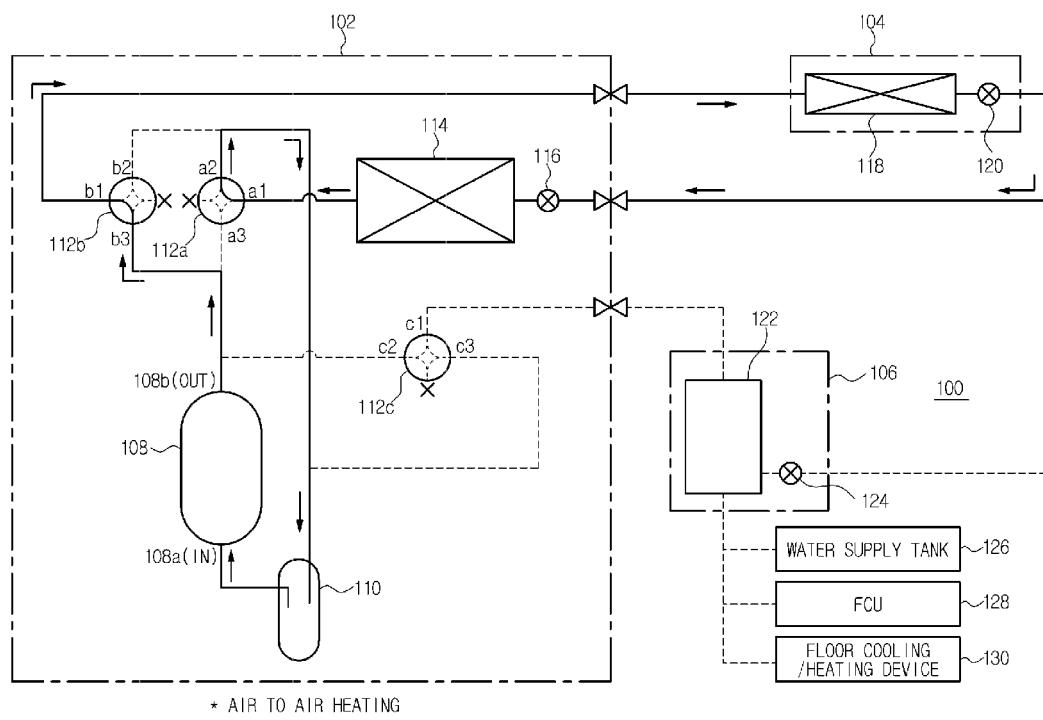 102
104
118
120
114
116
b2
a2
b1
a1
b3
a3
112b
112a
c1
c2
c3
112c
122
106
100
124
108b(OUT)
108
108a(IN)
110
WATER SUPPLY TANK
126
FCU
128
FLOOR COOLING
/HEATING DEVICE
130
* AIR TO AIR HEATING